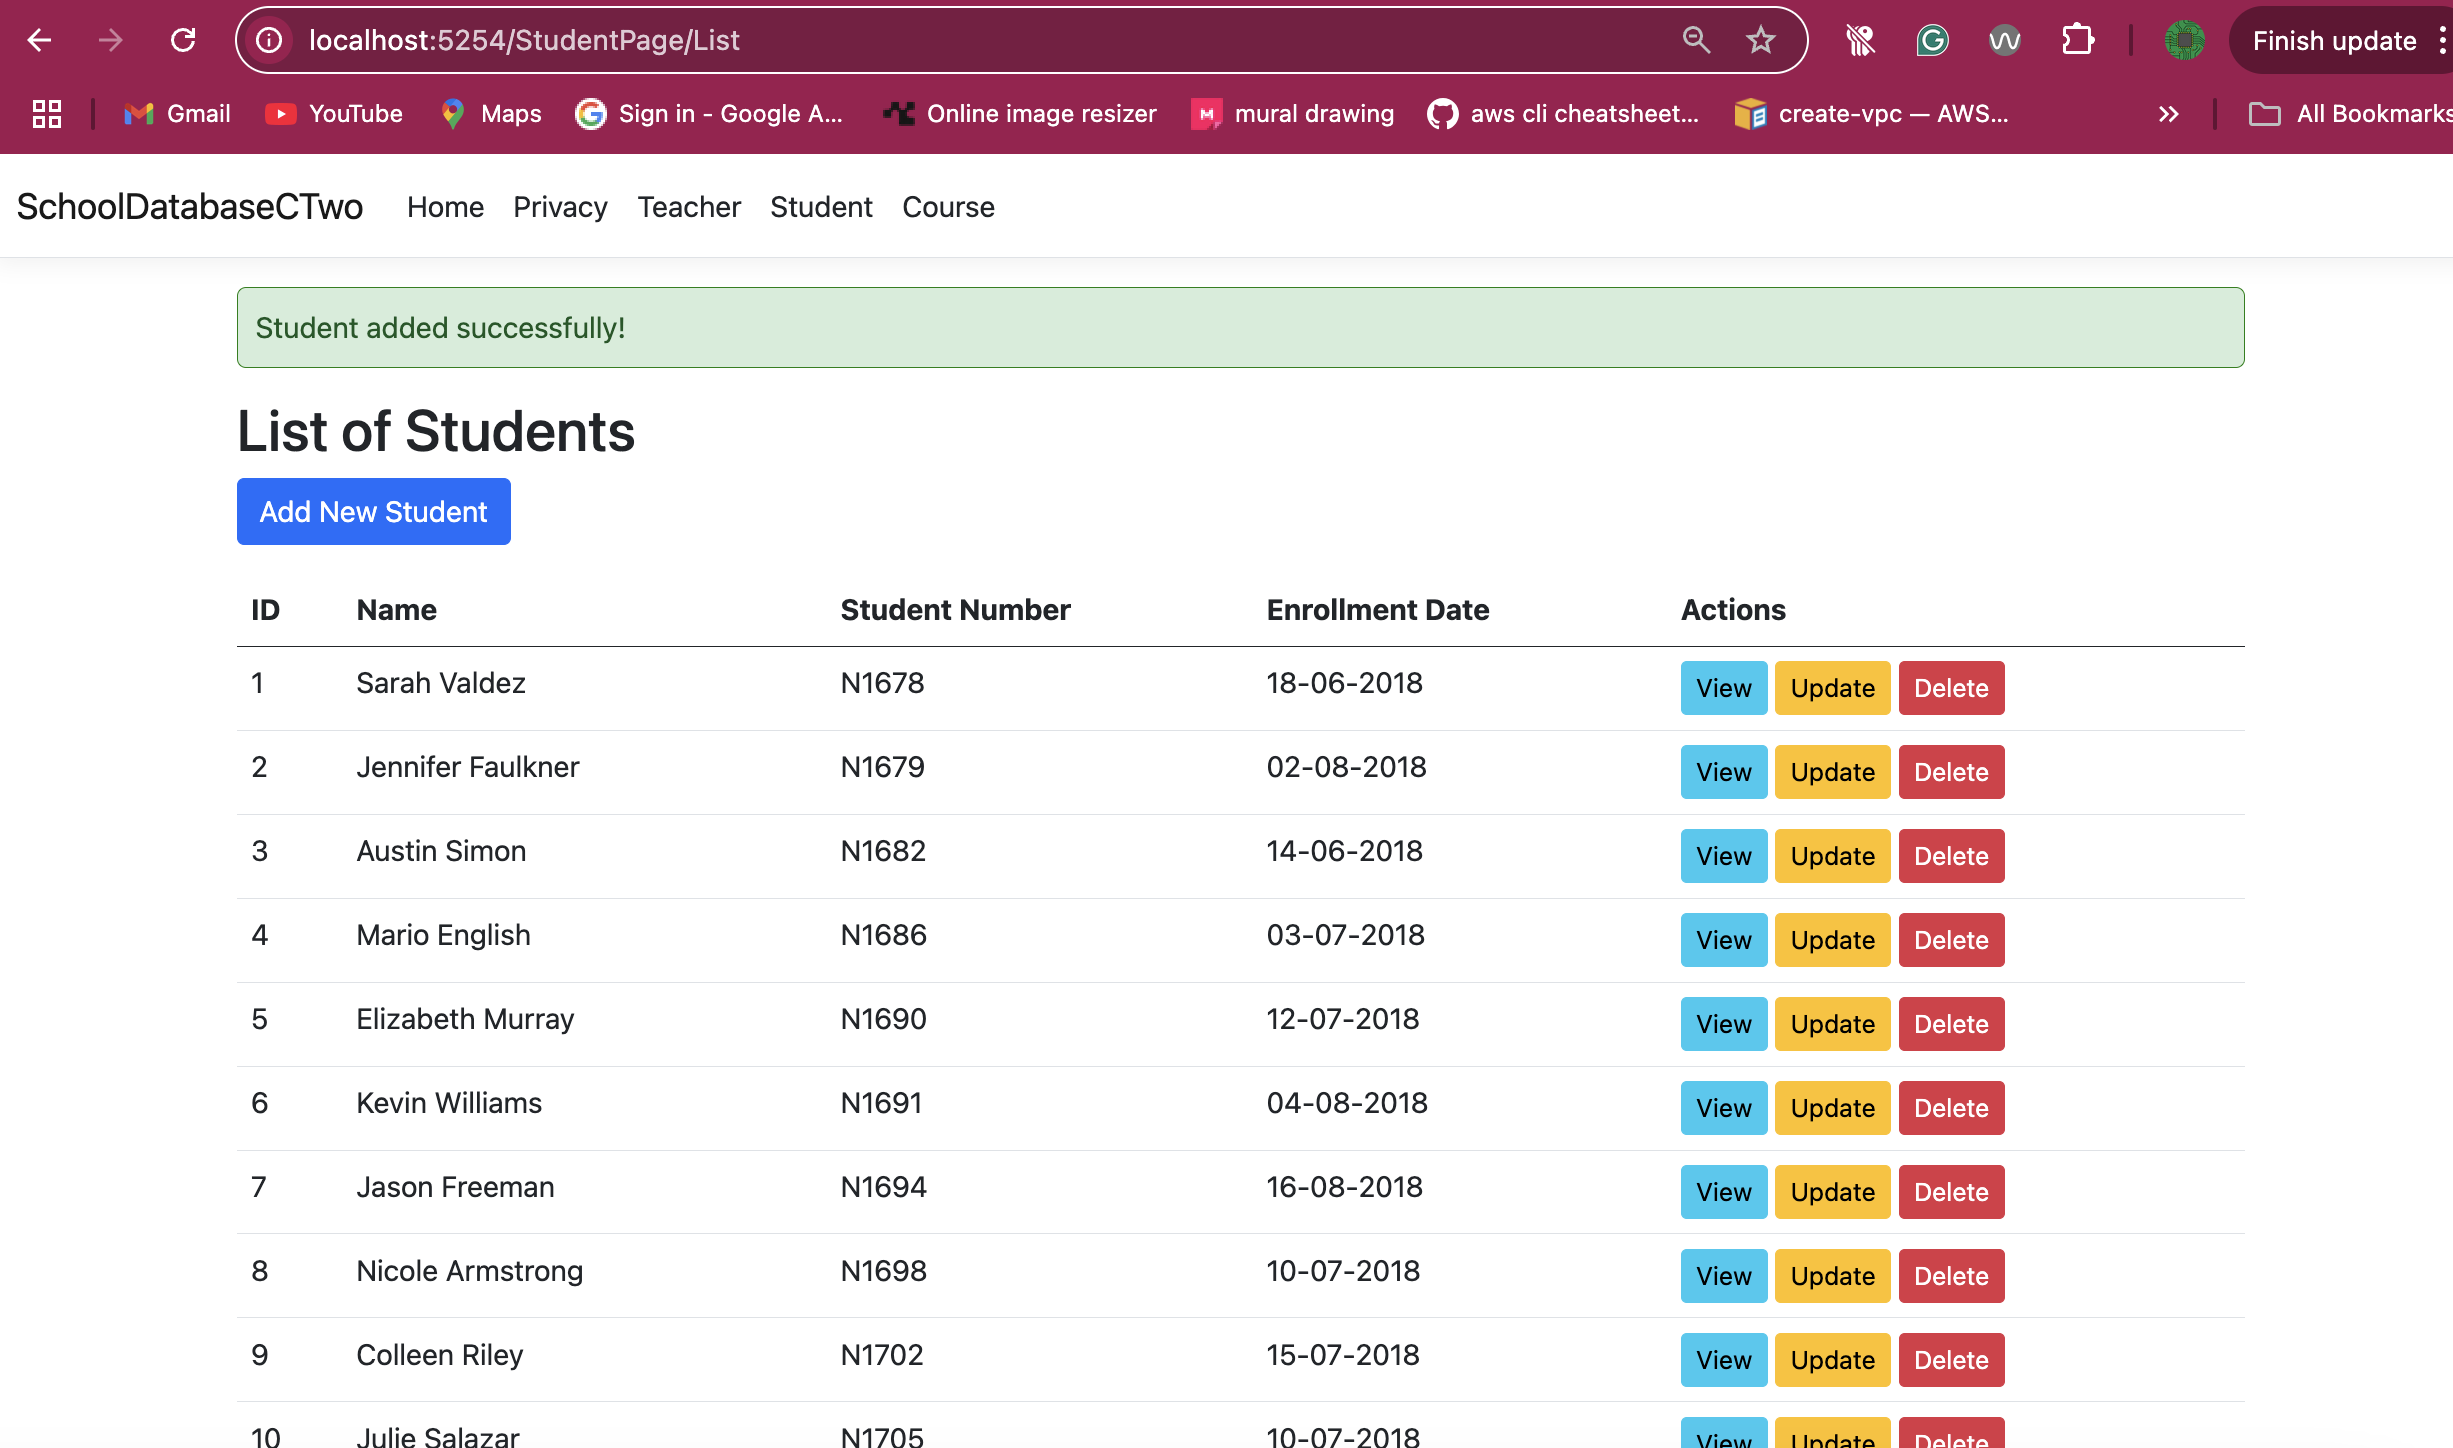 localhost:5254/StudentPage/List
Finish update
Gmail YouTube Maps Sign in - Google A... Online image resizer mural drawing aws cli cheatsheet... create-vpc — AWS... All Bookmarks
SchoolDatabaseCTwo Home Privacy Teacher Student Course
Student added successfully!
List of Students
Add New Student
ID Name Student Number Enrollment Date Actions
1 Sarah Valdez N1678 18-06-2018 View Update Delete
2 Jennifer Faulkner N1679 02-08-2018 View Update Delete
3 Austin Simon N1682 14-06-2018 View Update Delete
4 Mario English N1686 03-07-2018 View Update Delete
5 Elizabeth Murray N1690 12-07-2018 View Update Delete
6 Kevin Williams N1691 04-08-2018 View Update Delete
7 Jason Freeman N1694 16-08-2018 View Update Delete
8 Nicole Armstrong N1698 10-07-2018 View Update Delete
9 Colleen Riley N1702 15-07-2018 View Update Delete
10 Julie Salazar N1705 10-07-2018 View Update Delete